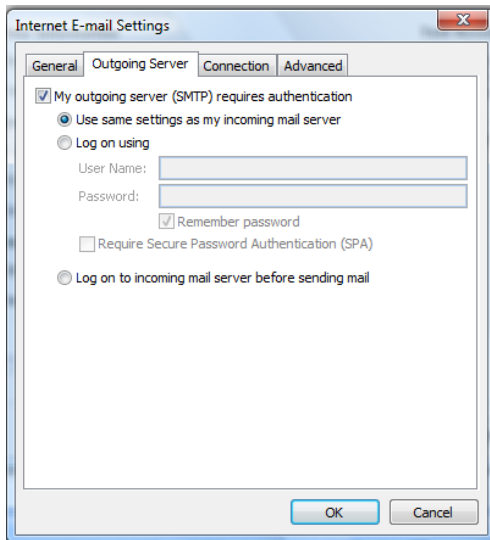 Internet E-mail Settings
General Outgoing Server Connection Advanced
My outgoing server (SMTP) requires authentication
Use same settings as my incoming mail server
Log on using
User Name:
Password:
Remember password
Require Secure Password Authentication (SPA)
Log on to incoming mail server before sending mail
OK Cancel